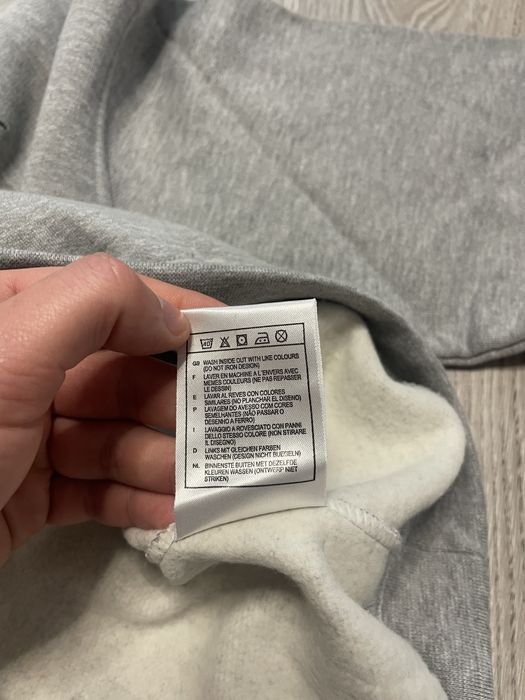 40
GB WASH INSIDE OUT WITH LIKE COLOURS
(DO NOT IRON DESIGN)
F LAVER EN MACHINE A L'ENVERS AVEC
MEMES COULEURS (NE PAS REPASSER
LE DESSIN)
E LAVAR AL REVES CON COLORES
SIMILARES (NO PLANCHAR EL DISENO)
P LAVAGEM DO AVESSO COM CORES
SEMELHANTES (NÃO PASSAR O
DESENHO A FERRO)
I LAVAGGIO A ROVESCIATO CON PANNI
DELLO STESSO COLORE (NON STIRARE
IL DISEGNO)
D LINKS MIT GLEICHEN FARBEN
WASCHEN (DESIGN NICHT BUEGELN)
NL BINNENSTE BUITEN MET DEZELFDE
KLEUREN WASSEN (ONTWERP NIET
STRIKEN)